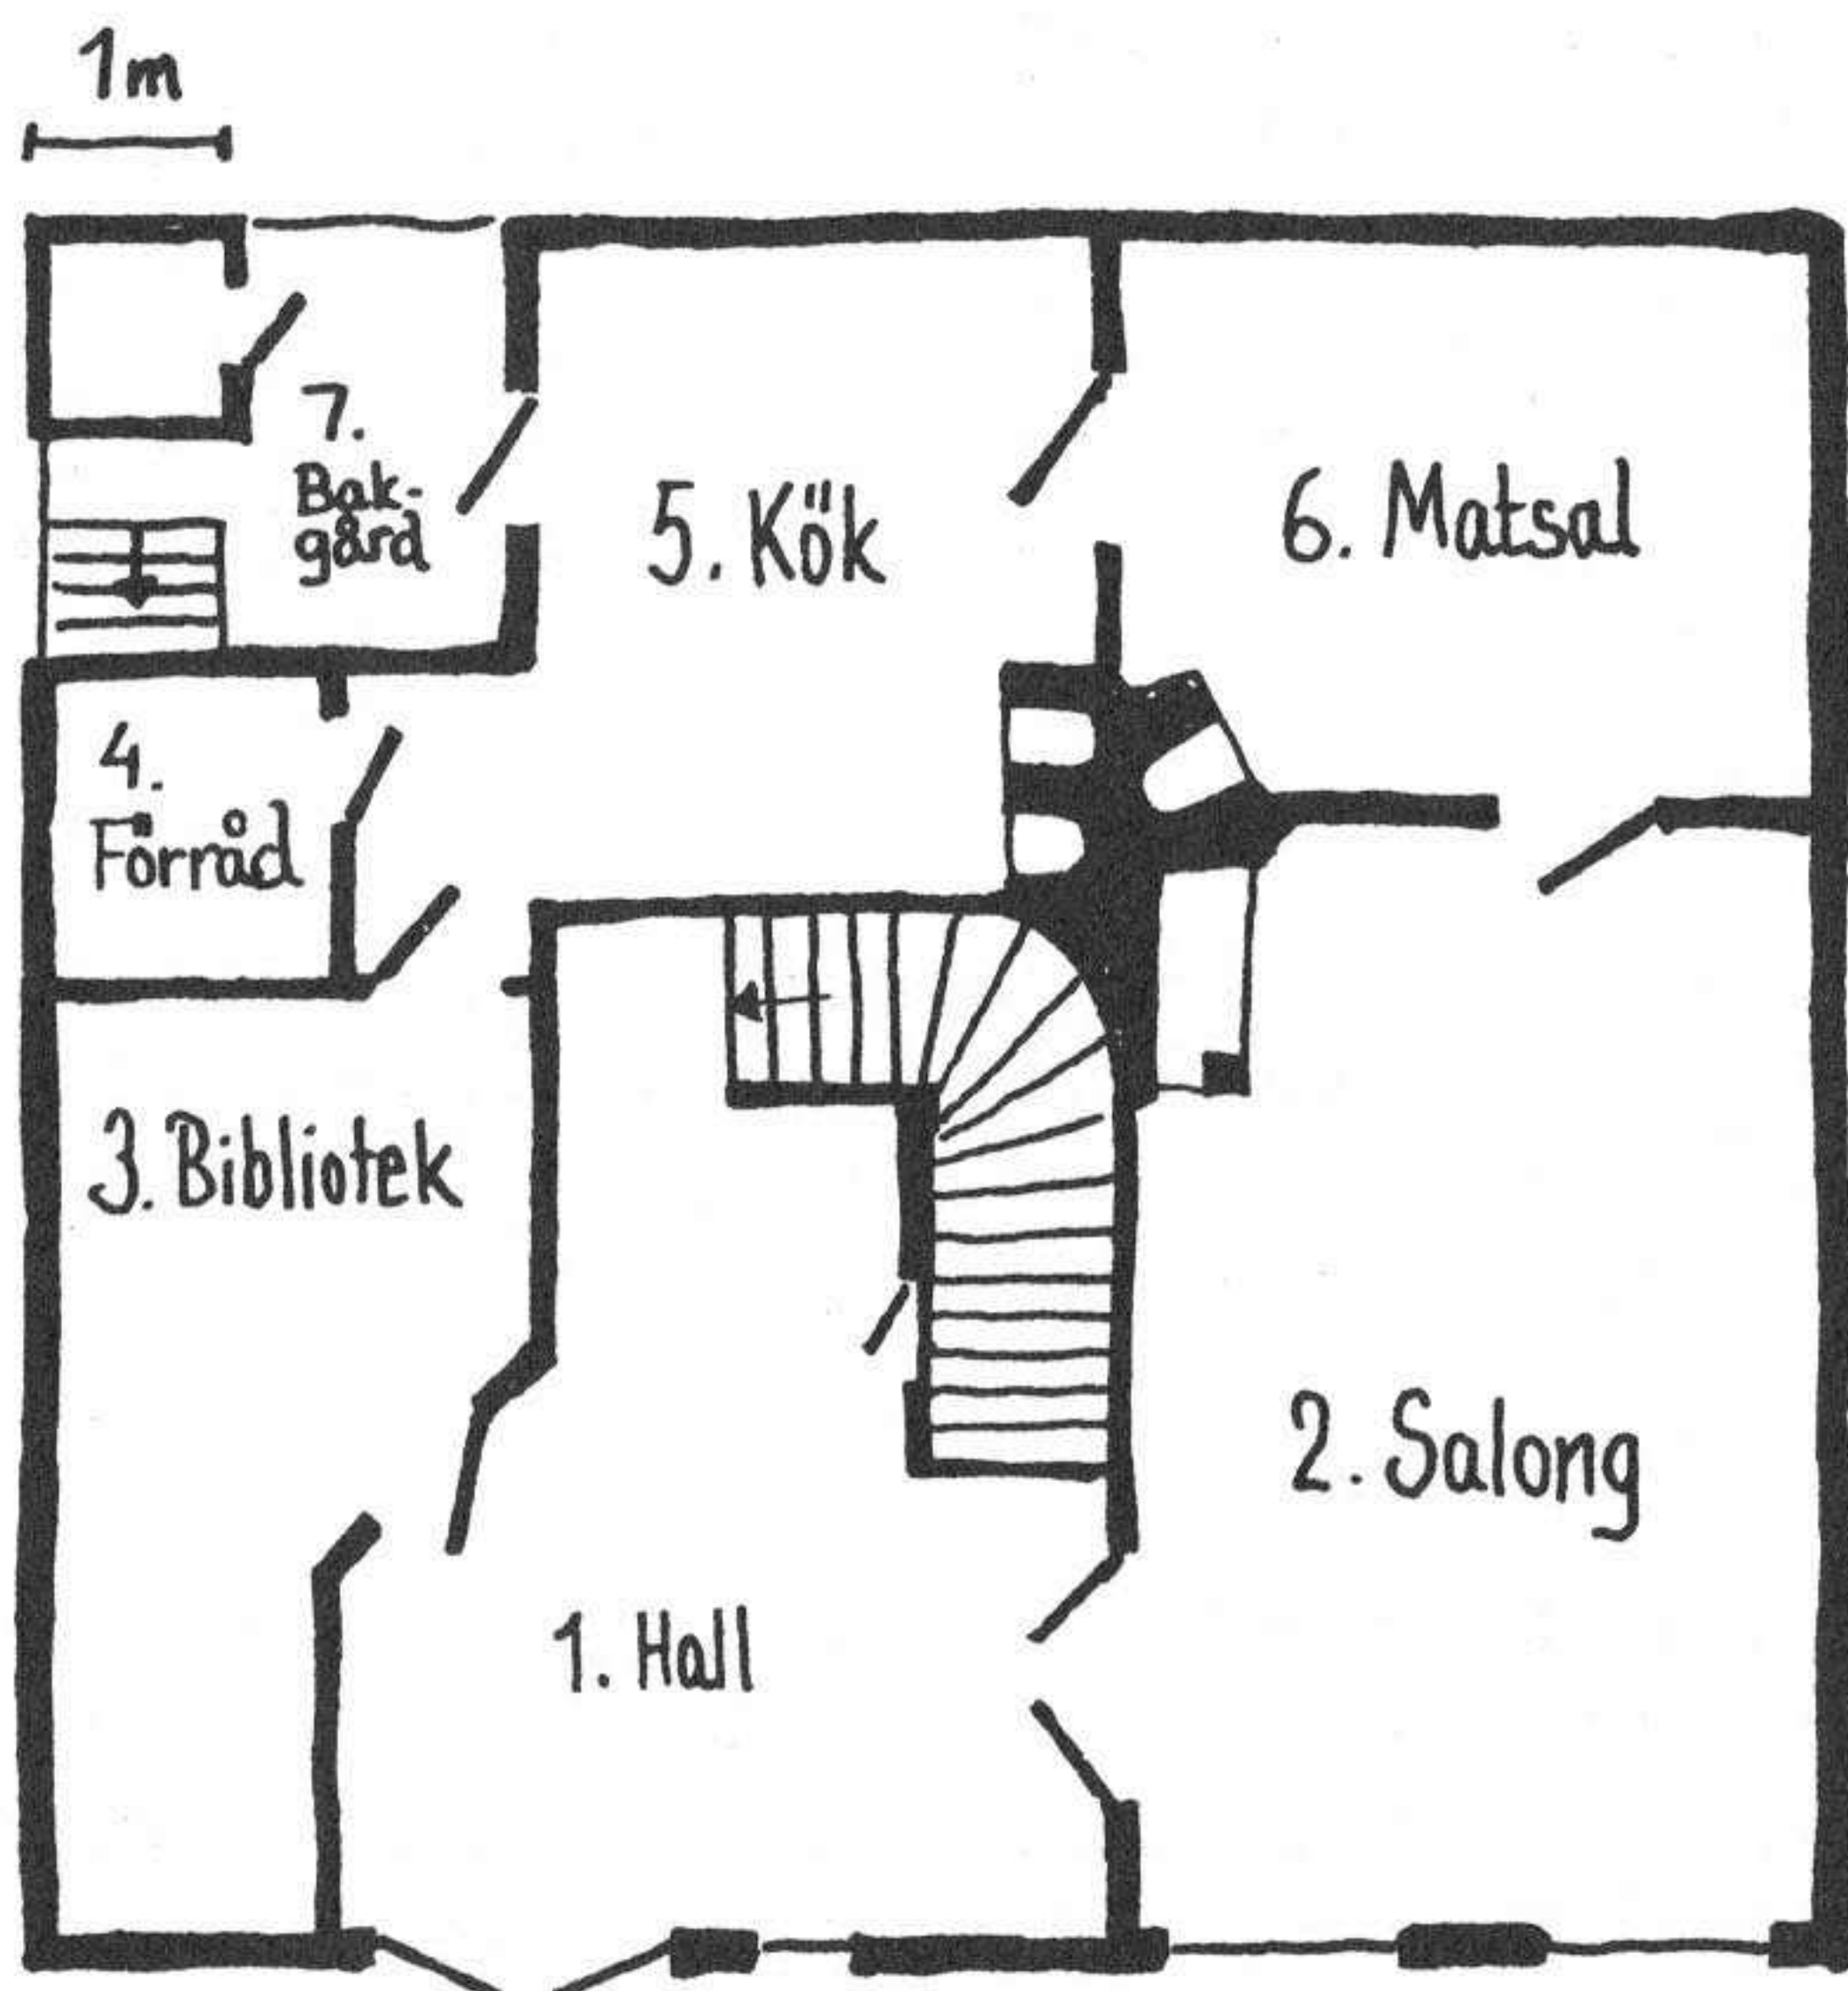 1m
7.
Bak-
gård
5. Kök
6. Matsal
4.
Förråd
3. Bibliotek
2. Salong
1. Hall